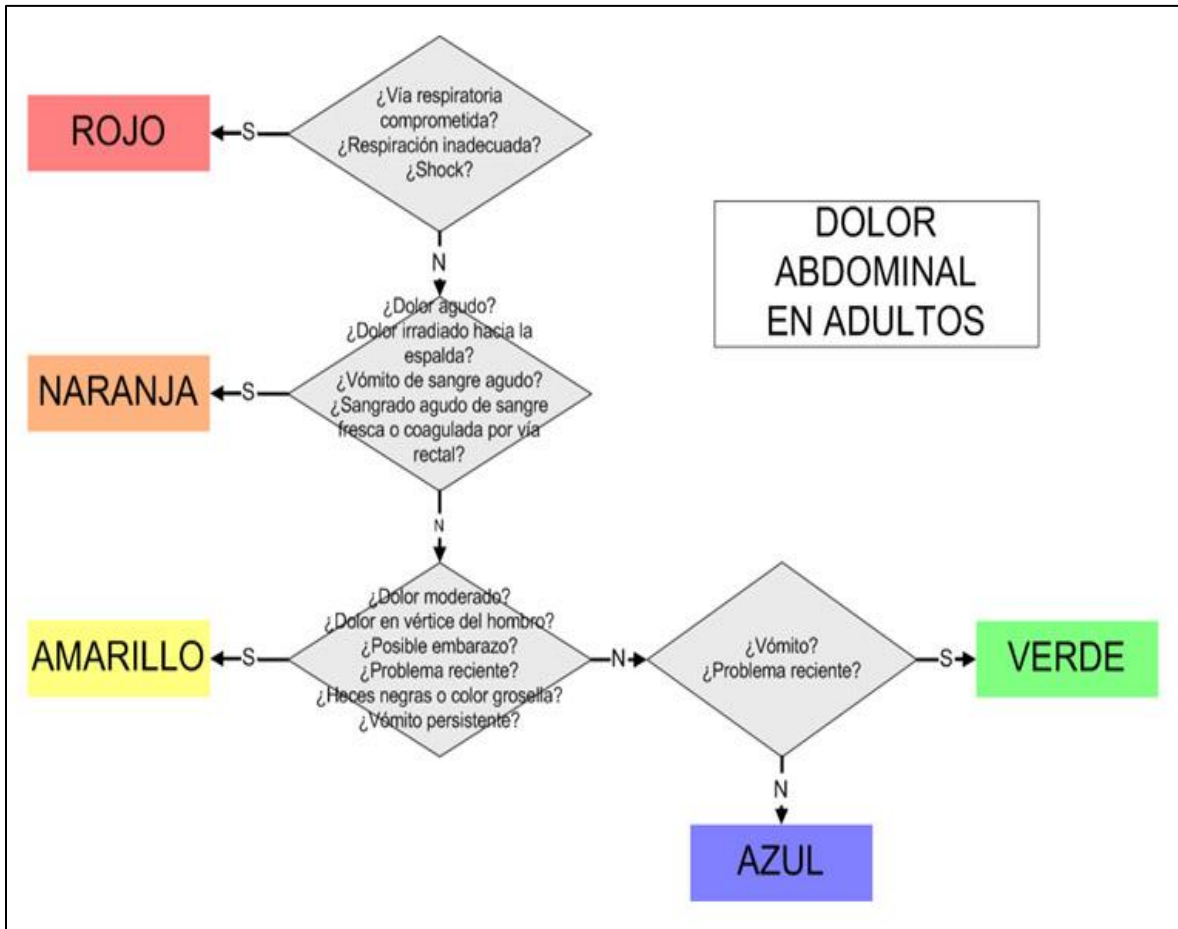 ¿Vía respiratoria
comprometida?
¿Respiración inadecuada?
¿Shock?
ROJO
S
N
DOLOR
ABDOMINAL
EN ADULTOS
¿Dolor agudo?
¿Dolor irradiado hacia la
espalda?
¿Vómito de sangre agudo?
¿Sangrado agudo de sangre
fresca o coagulada por vía
rectal?
NARANJA
S
N
¿Dolor moderado?
¿Dolor en vértice del hombro?
¿Posible embarazo?
¿Problema reciente?
¿Heces negras o color grosella?
¿Vómito persistente?
AMARILLO
S
N
¿Vómito?
¿Problema reciente?
S
VERDE
N
AZUL